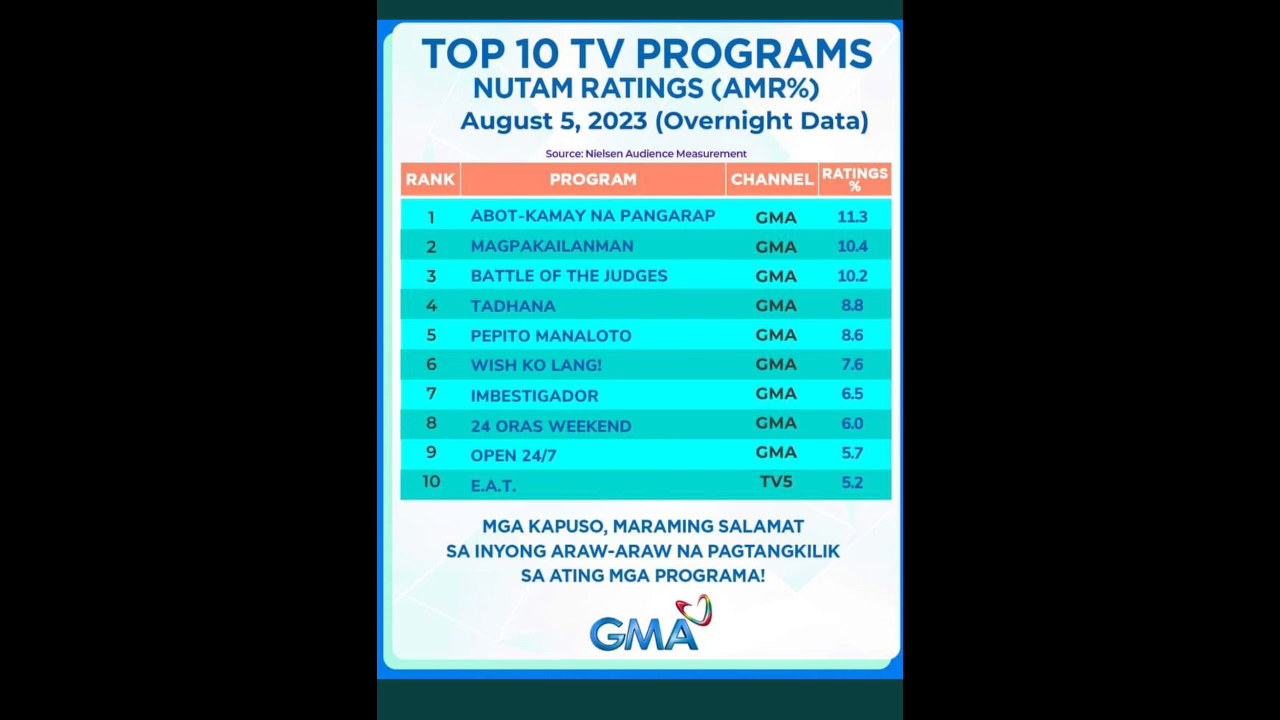 TOP 10 TV PROGRAMS
NUTAM RATINGS (AMR%)
August 5, 2023 (Overnight Data)
Source: Nielsen Audience Measurement
RANK PROGRAM CHANNEL RATINGS %
1 ABOT-KAMAY NA PANGARAP GMA 11.3
2 MAGPAKAILANMAN GMA 10.4
3 BATTLE OF THE JUDGES GMA 10.2
4 TADHANA GMA 8.8
5 PEPITO MANALOTO GMA 8.6
6 WISH KO LANG! GMA 7.6
7 IMBESTIGADOR GMA 6.5
8 24 ORAS WEEKEND GMA 6.0
9 OPEN 24/7 GMA 5.7
10 E.A.T. TV5 5.2
MGA KAPUSO, MARAMING SALAMAT
SA INYONG ARAW-ARAW NA PAGTANGKILIK
SA ATING MGA PROGRAMA!
GMA